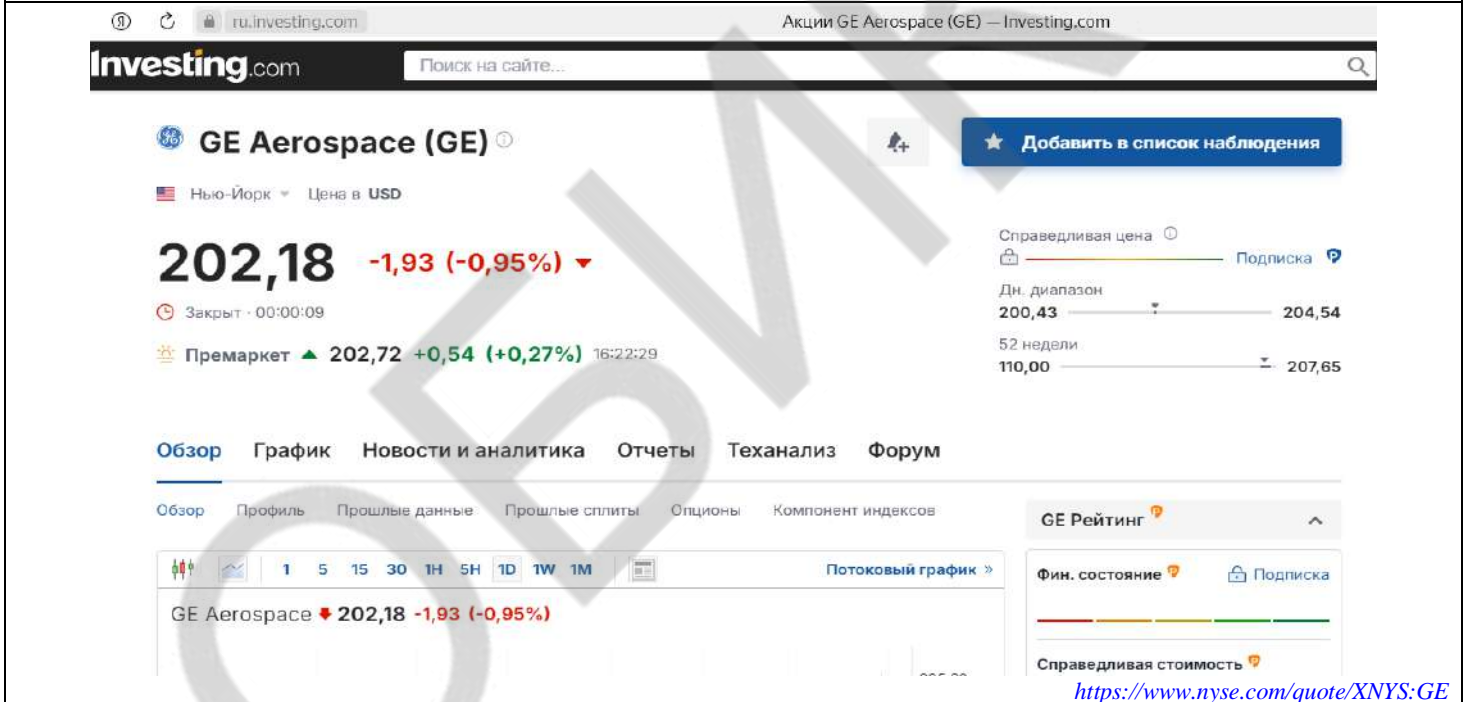 ru.investing.com Акции GE Aerospace (GE) — Investing.com
Investing.com Поиск на сайте...
GE Aerospace (GE)
Добавить в список наблюдения
Нью-Йорк Цена в USD
202,18 -1,93 (-0,95%)
Закрыт · 00:00:09
Премаркет 202,72 +0,54 (+0,27%) 16:22:29
Справедливая цена
Подписка
Дн. диапазон
200,43 204,54
52 недели
110,00 207,65
Обзор График Новости и аналитика Отчеты Теханализ Форум
Обзор Профиль Прошлые данные Прошлые сплиты Опционы Компонент индексов
1 5 15 30 1H 5H 1D 1W 1M Потоковый график »
GE Aerospace 202,18 -1,93 (-0,95%)
GE Рейтинг
Фин. состояние Подписка
Справедливая стоимость
https://www.nyse.com/quote/XNYS:GE